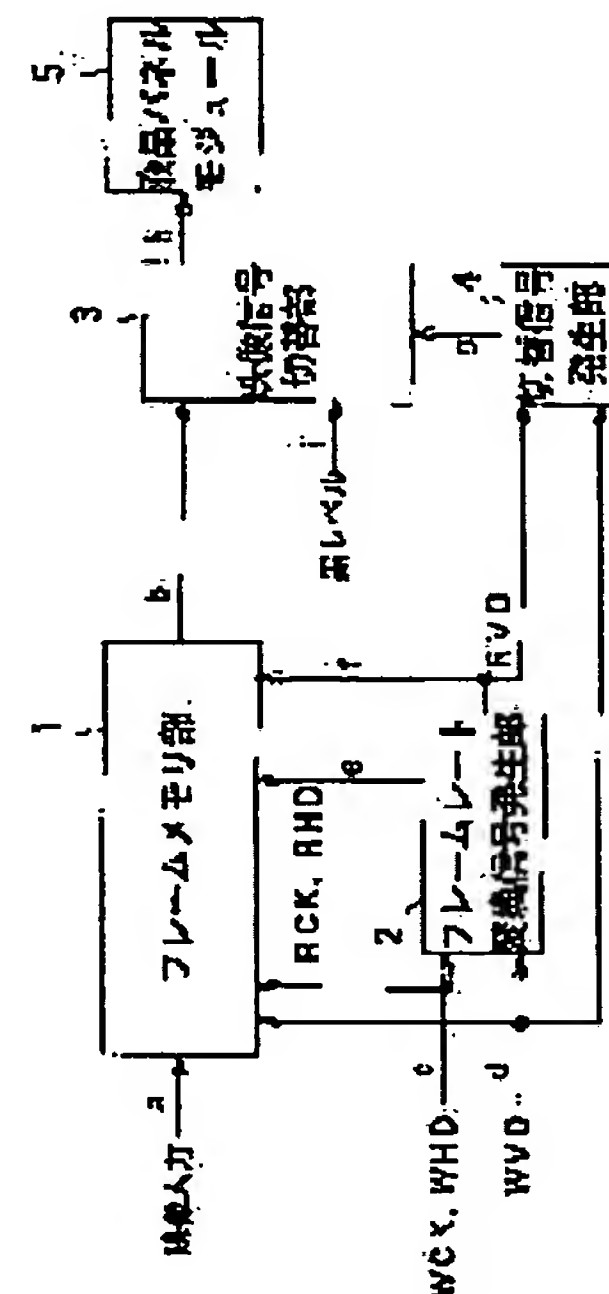 1
フレームメモリ部
映像入力
a
b
3
映像信号
切替部
h
5
液晶パネル
モジュール
黒レベル
i
RCK, RHD
e
f
RVD
2
フレームレート
変換信号発生部
g
4
切替信号
発生部
WCK, WHD
c
WVD
d